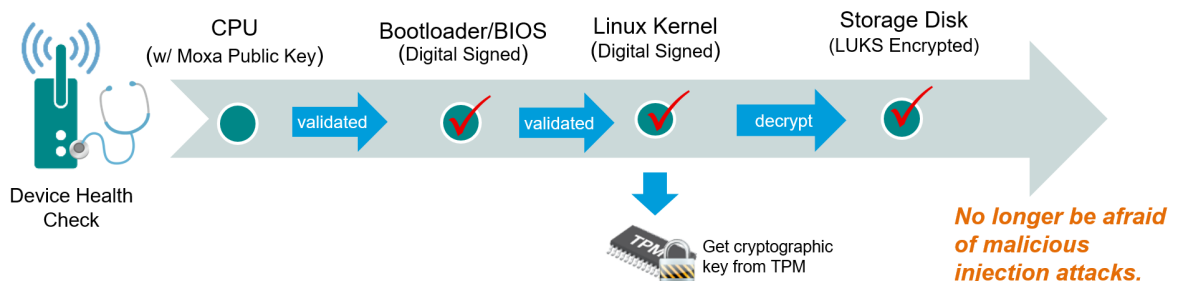 CPU
(w/ Moxa Public Key)
Bootloader/BIOS
(Digital Signed)
Linux Kernel
(Digital Signed)
Storage Disk
(LUKS Encrypted)
validated
validated
decrypt
Device Health
Check
TPM
Get cryptographic
key from TPM
No longer be afraid
of malicious
injection attacks.